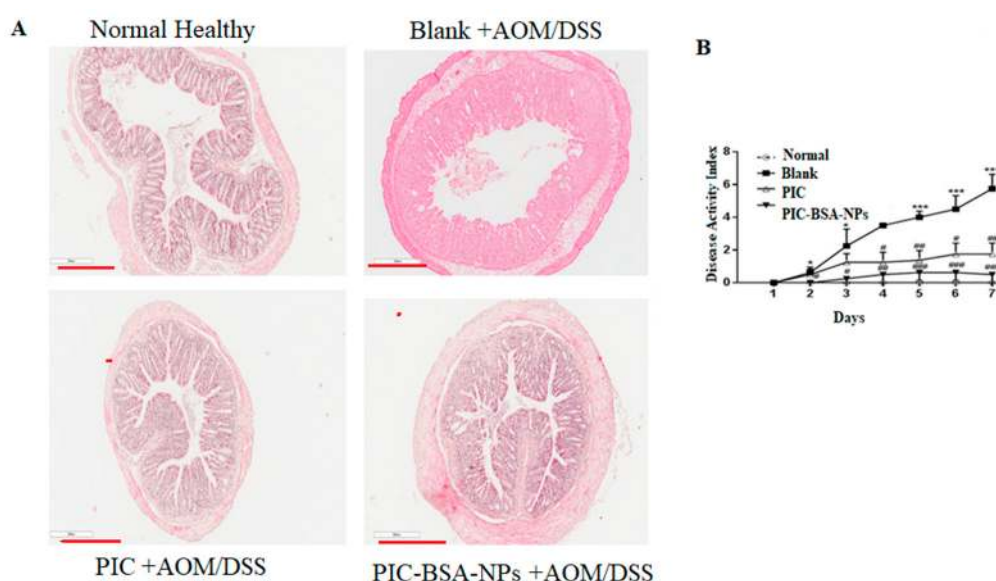 A
Normal Healthy
Blank +AOM/DSS
PIC +AOM/DSS
PIC-BSA-NPs +AOM/DSS
B
Normal
Blank
PIC
PIC-BSA-NPs
Disease Activity Index
8
6
4
2
0
* * *** *** **
# ## # ##
# # ## ### ### ##
1 2 3 4 5 6 7
Days